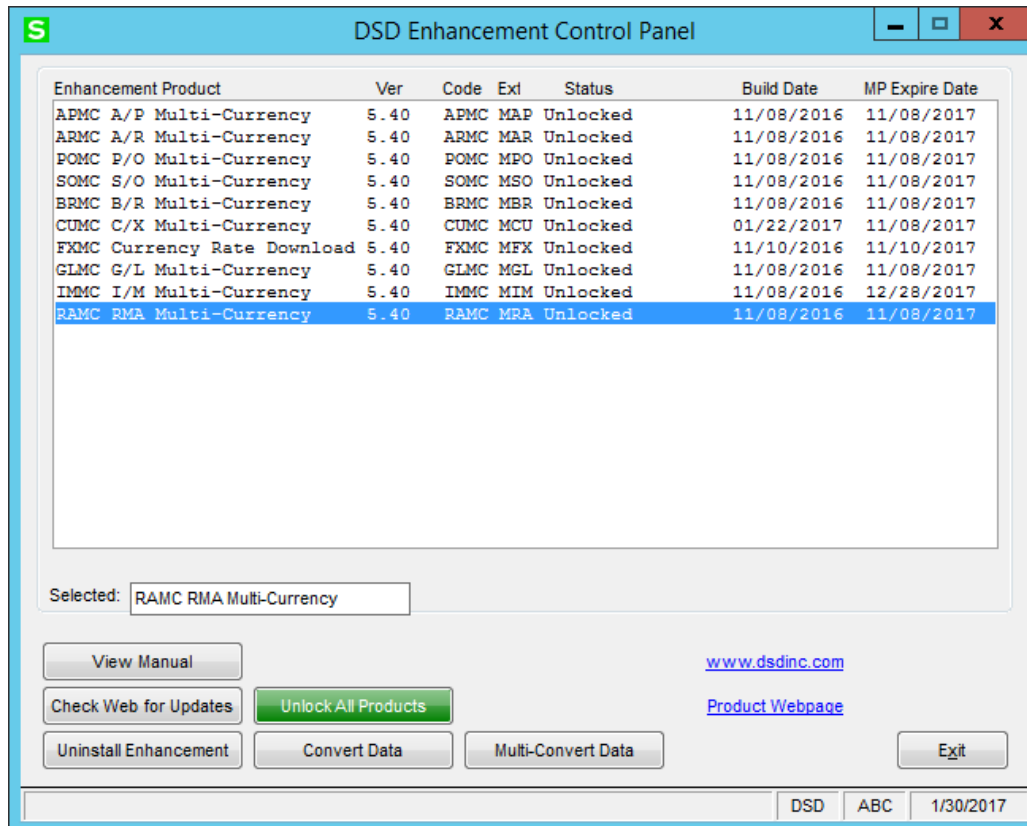 S DSD Enhancement Control Panel X
Enhancement Product Ver Code Ext Status Build Date MP Expire Date
APMC A/P Multi-Currency 5.40 APMC MAP Unlocked 11/08/2016 11/08/2017
ARMC A/R Multi-Currency 5.40 ARMC MAR Unlocked 11/08/2016 11/08/2017
POMC P/O Multi-Currency 5.40 POMC MPO Unlocked 11/08/2016 11/08/2017
SOMC S/O Multi-Currency 5.40 SOMC MSO Unlocked 11/08/2016 11/08/2017
BRMC B/R Multi-Currency 5.40 BRMC MBR Unlocked 11/08/2016 11/08/2017
CUMC C/X Multi-Currency 5.40 CUMC MCU Unlocked 01/22/2017 11/08/2017
FXMC Currency Rate Download 5.40 FXMC MFX Unlocked 11/10/2016 11/10/2017
GLMC G/L Multi-Currency 5.40 GLMC MGL Unlocked 11/08/2016 11/08/2017
IMMC I/M Multi-Currency 5.40 IMMC MIM Unlocked 11/08/2016 12/28/2017
RAMC RMA Multi-Currency 5.40 RAMC MRA Unlocked 11/08/2016 11/08/2017
Selected: RAMC RMA Multi-Currency
View Manual www.dsdinc.com
Check Web for Updates Unlock All Products Product Webpage
Uninstall Enhancement Convert Data Multi-Convert Data Exit
DSD ABC 1/30/2017